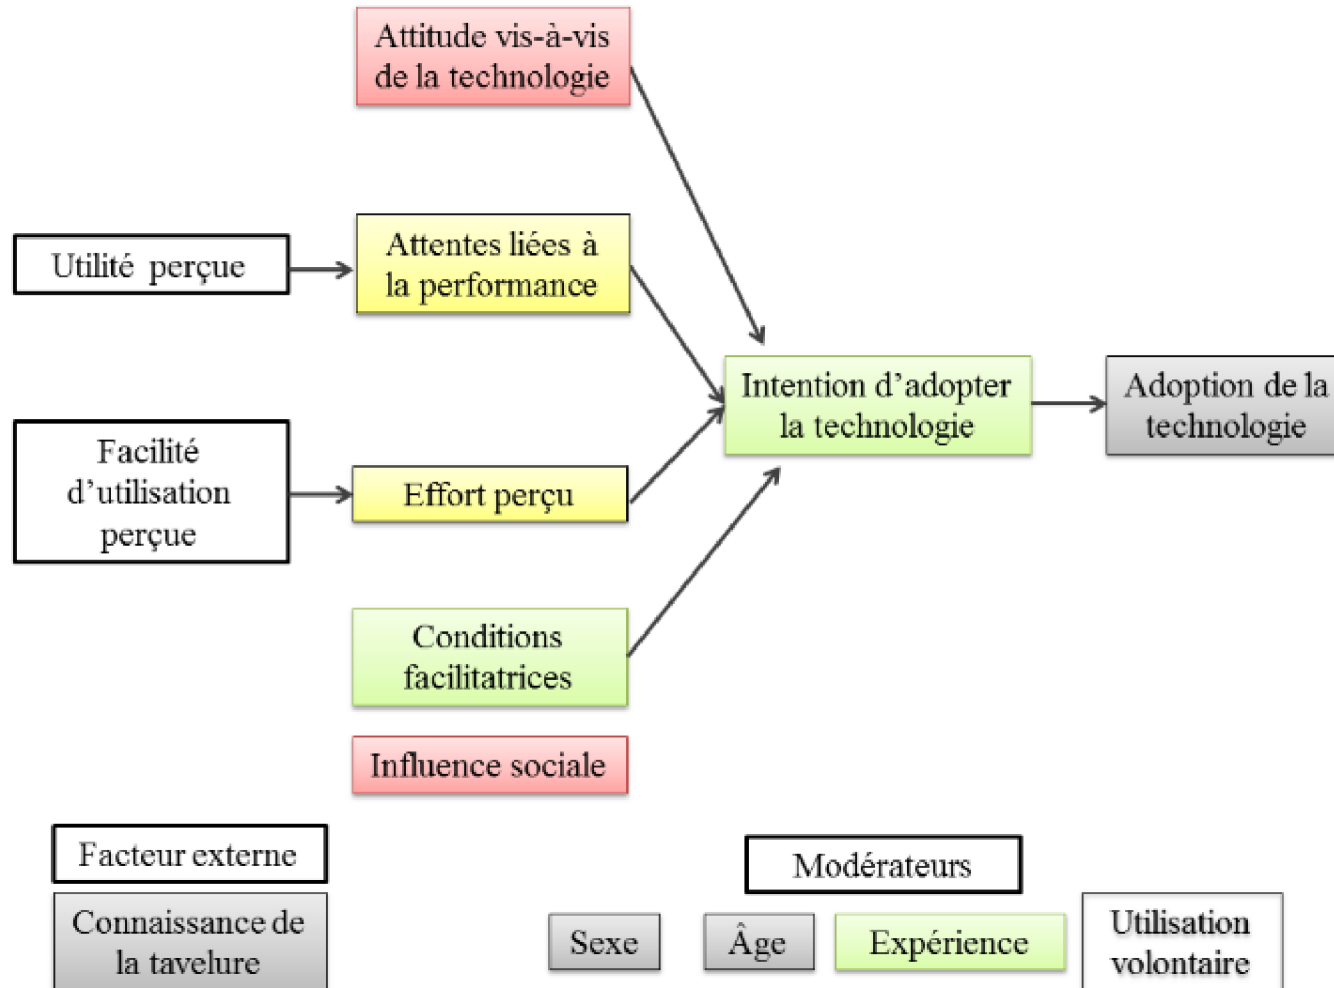 Attitude vis-à-vis
de la technologie
Utilité perçue
Attentes liées à
la performance
Intention d’adopter
la technologie
Adoption de la
technologie
Facilité
d’utilisation
perçue
Effort perçu
Conditions
facilitatrices
Influence sociale
Facteur externe
Connaissance de
la tavelure
Modérateurs
Sexe
Âge
Expérience
Utilisation
volontaire